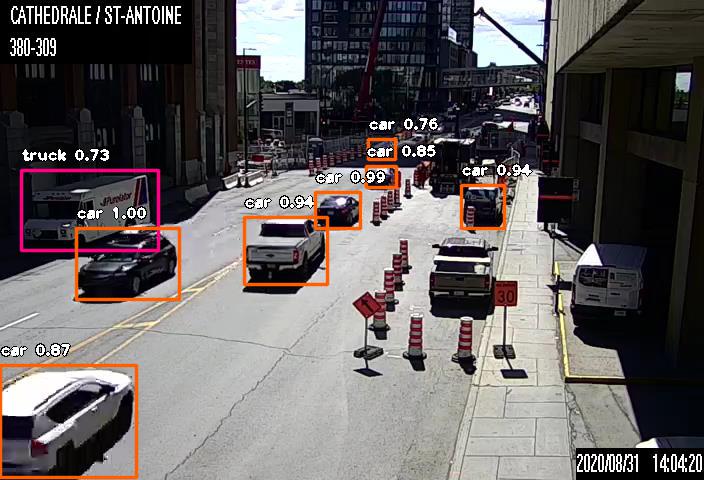 CATHEDRALE / ST-ANTOINE
380-309
car 0.76
car 0.85
truck 0.73
car 0.99
car 0.94
car 0.94
car 1.00
Purolator
30
car 0.87
2020/08/31 14:04:20